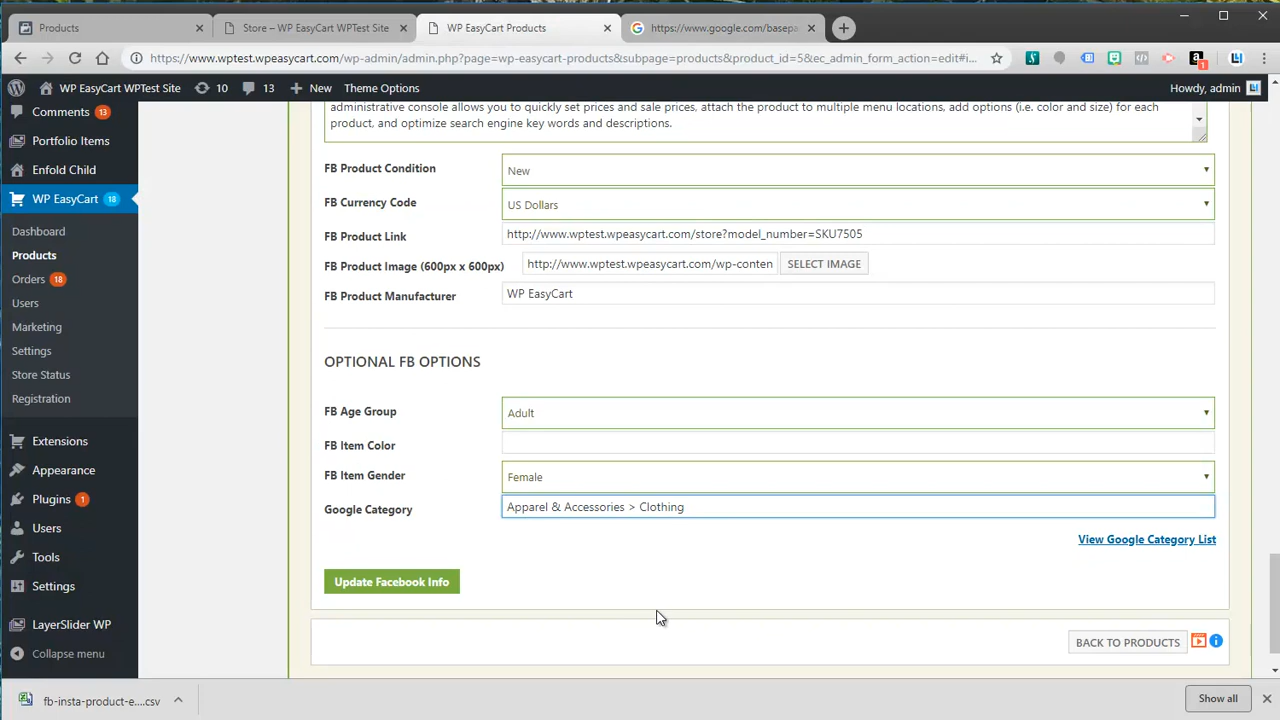 Products
Store – WP EasyCart WPTest Site
WP EasyCart Products
https://www.google.com/basepa
https://www.wptest.wpeasycart.com/wp-admin/admin.php?page=wp-easycart-products&subpage=products&product_id=5&ec_admin_form_action=edit#i...
WP EasyCart WPTest Site
10
13
New
Theme Options
Howdy, admin
Comments 13
Portfolio Items
Enfold Child
WP EasyCart 18
Dashboard
Products
Orders 18
Users
Marketing
Settings
Store Status
Registration
Extensions
Appearance
Plugins 1
Users
Tools
Settings
LayerSlider WP
Collapse menu
administrative console allows you to quickly set prices and sale prices, attach the product to multiple menu locations, add options (i.e. color and size) for each
product, and optimize search engine key words and descriptions.
FB Product Condition
New
FB Currency Code
US Dollars
FB Product Link
http://www.wptest.wpeasycart.com/store?model_number=SKU7505
FB Product Image (600px x 600px)
http://www.wptest.wpeasycart.com/wp-conten
SELECT IMAGE
FB Product Manufacturer
WP EasyCart
OPTIONAL FB OPTIONS
FB Age Group
Adult
FB Item Color
FB Item Gender
Female
Google Category
Apparel & Accessories > Clothing
View Google Category List
Update Facebook Info
BACK TO PRODUCTS
fb-insta-product-e....csv
Show all